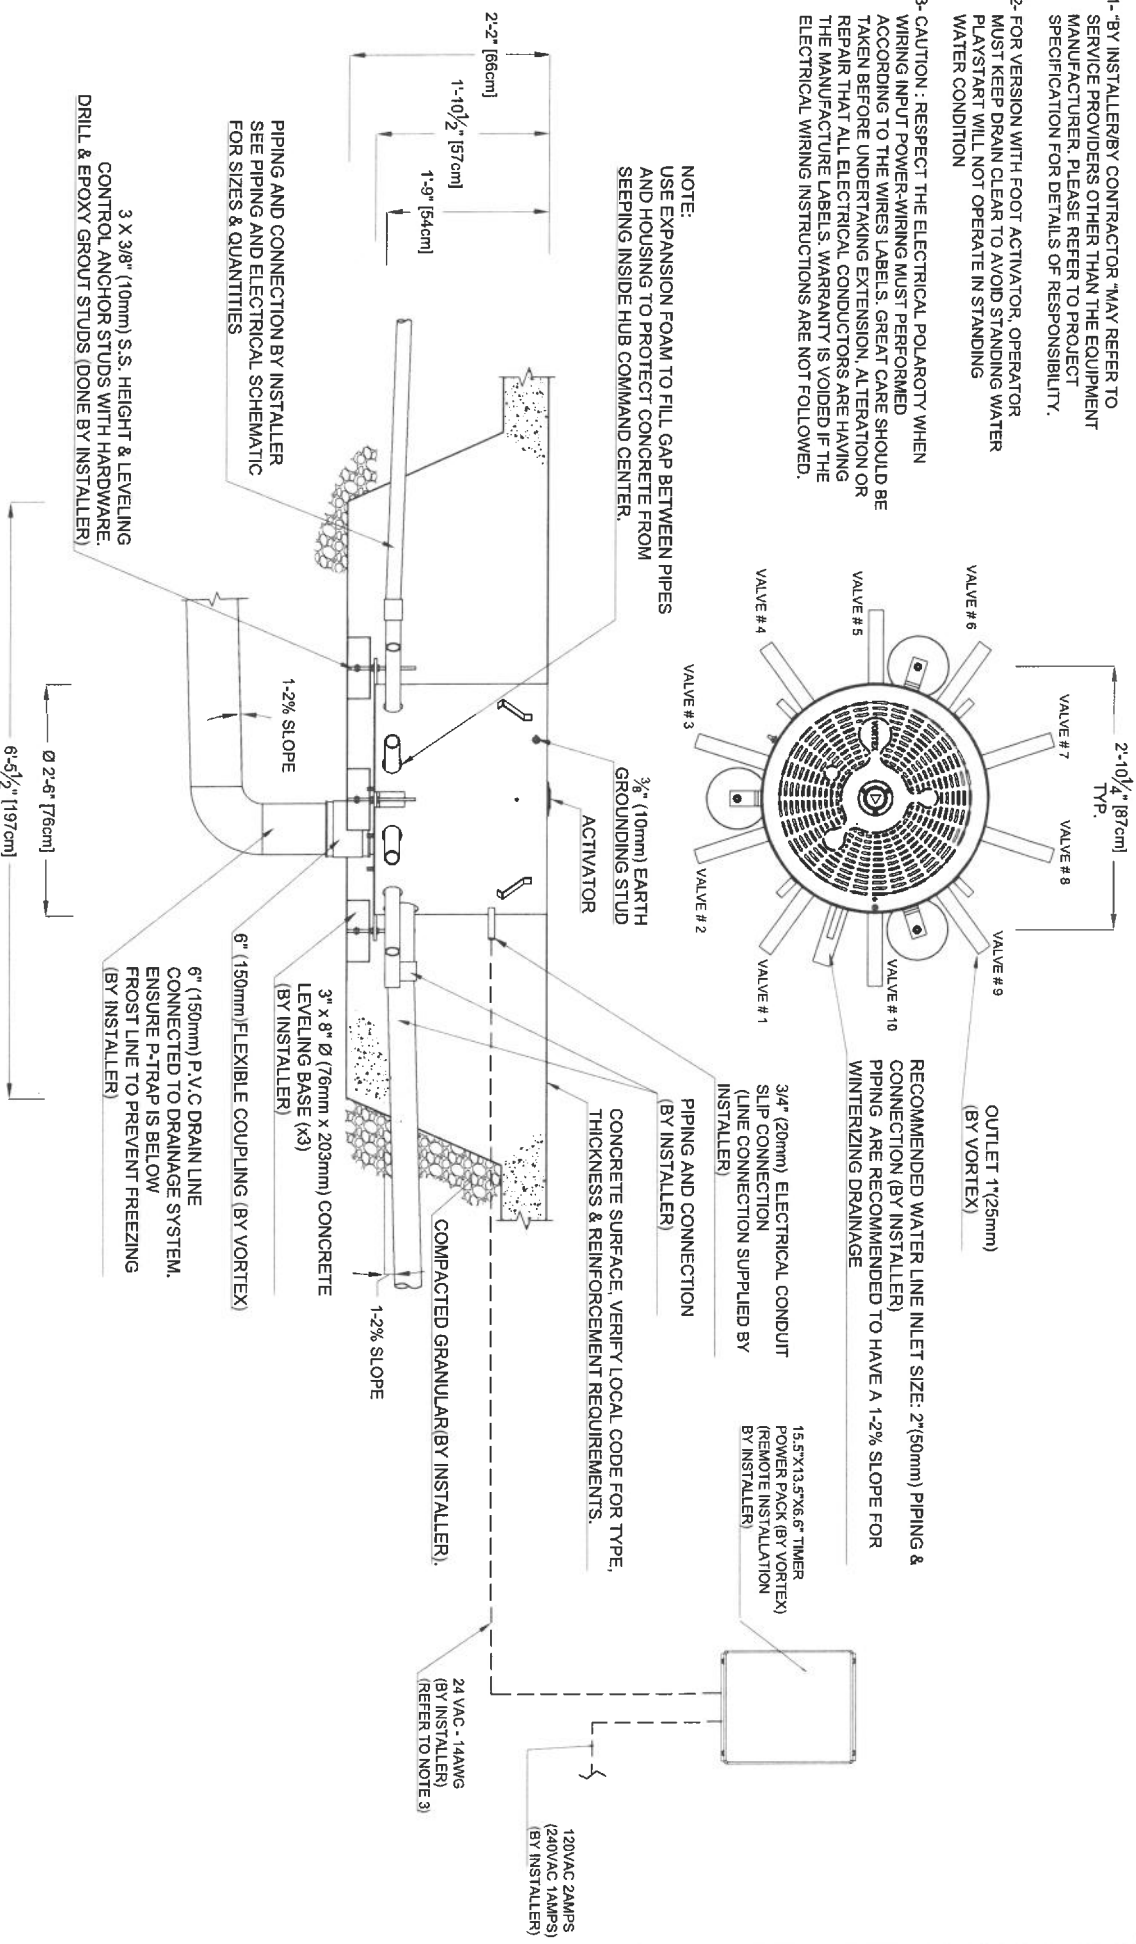 1- "BY INSTALLER/BY CONTRACTOR "MAY REFER TO
SERVICE PROVIDERS OTHER THAN THE EQUIPMENT
MANUFACTURER, PLEASE REFER TO PROJECT
SPECIFICATION FOR DETAILS OF RESPONSIBILITY.
2- FOR VERSION WITH FOOT ACTIVATOR, OPERATOR
MUST KEEP DRAIN CLEAR TO AVOID STANDING WATER
PLAYSTART WILL NOT OPERATE IN STANDING
WATER CONDITION
3- CAUTION : RESPECT THE ELECTRICAL POLAROTY WHEN
WIRING INPUT POWER-WIRING MUST PERFORMED
ACCORDING TO THE WIRES LABELS. GREAT CARE SHOULD BE
TAKEN BEFORE UNDERTAKING EXTENSION, ALTERATION OR
REPAIR THAT ALL ELECTRICAL CONDUCTORS ARE HAVING
THE MANUFACTURE LABELS. WARRANTY IS VOIDED IF THE
ELECTRICAL WIRING INSTRUCTIONS ARE NOT FOLLOWED.
2'-10¼" [87cm]
TYP.
VALVE # 6
VALVE # 7
VALVE # 8
VALVE # 9
VALVE # 5
VALVE # 10
VALVE # 4
VALVE # 3
VALVE # 2
VALVE # 1
VORTEX
OUTLET 1"(25mm)
(BY VORTEX)
RECOMMENDED WATER LINE INLET SIZE: 2"(50mm) PIPING &
CONNECTION (BY INSTALLER)
PIPING ARE RECOMMENDED TO HAVE A 1-2% SLOPE FOR
WINTERIZING DRAINAGE
NOTE:
USE EXPANSION FOAM TO FILL GAP BETWEEN PIPES
AND HOUSING TO PROTECT CONCRETE FROM
SEEPING INSIDE HUB COMMAND CENTER.
⅜" (10mm) EARTH
GROUNDING STUD
ACTIVATOR
3/4" (20mm) ELECTRICAL CONDUIT
SLIP CONNECTION
(LINE CONNECTION SUPPLIED BY
INSTALLER)
PIPING AND CONNECTION
(BY INSTALLER)
CONCRETE SURFACE, VERIFY LOCAL CODE FOR TYPE,
THICKNESS & REINFORCEMENT REQUIREMENTS.
15.5"X13.5"X6.6" TIMER
POWER PACK (BY VORTEX)
(REMOTE INSTALLATION
BY INSTALLER)
120VAC 2AMPS
(240VAC 1AMPS)
(BY INSTALLER)
24 VAC - 14AWG
(BY INSTALLER)
(REFER TO NOTE 3)
2'-2" [66cm]
1'-10½" [57cm]
1'-9" [54cm]
COMPACTED GRANULAR(BY INSTALLER).
1-2% SLOPE
PIPING AND CONNECTION BY INSTALLER
SEE PIPING AND ELECTRICAL SCHEMATIC
FOR SIZES & QUANTITIES
1-2% SLOPE
3" x 8" Ø (76mm x 203mm) CONCRETE
LEVELING BASE (x3)
(BY INSTALLER)
6" (150mm)FLEXIBLE COUPLING (BY VORTEX)
6" (150mm) P.V.C DRAIN LINE
CONNECTED TO DRAINAGE SYSTEM.
ENSURE P-TRAP IS BELOW
FROST LINE TO PREVENT FREEZING
(BY INSTALLER)
3 X 3/8" (10mm) S.S. HEIGHT & LEVELING
CONTROL ANCHOR STUDS WITH HARDWARE.
DRILL & EPOXY GROUT STUDS (DONE BY INSTALLER)
Ø 2'-6" [76cm]
6'-5½" [197cm]